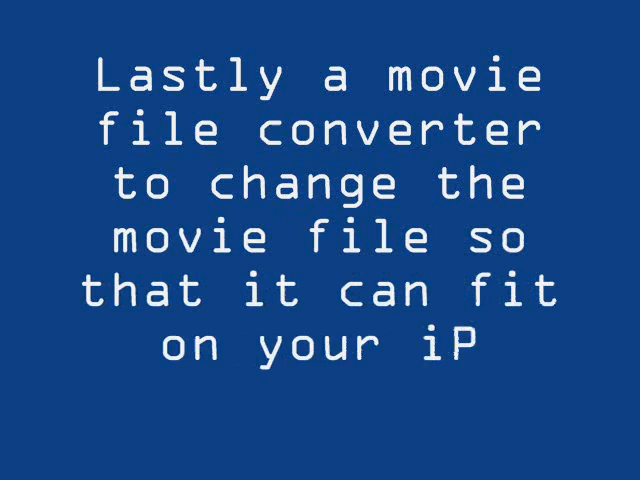 Lastly a movie
file converter
to change the
movie file so
that it can fit
on your iP